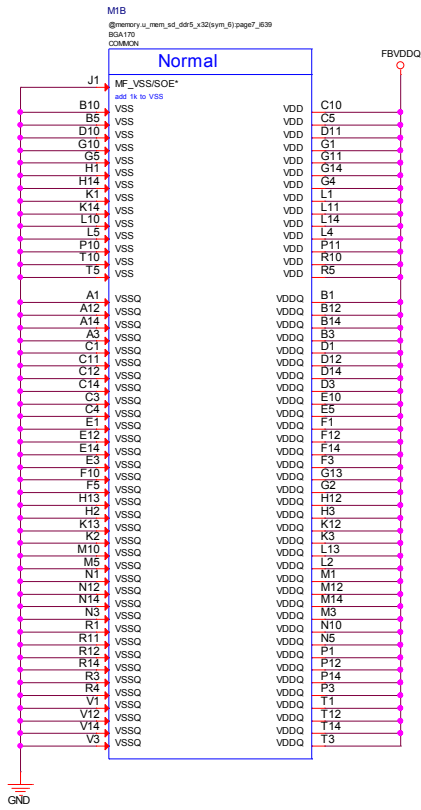 M1B
@memory.u_mem_sd_ddr5_x32(sym_6):page7_i639
BGA170
COMMON
Normal
FBVDDQ
J1 MF_VSS/SOE*
add 1k to VSS
B10 VSS VDD C10
B5 VSS VDD C5
D10 VSS VDD D11
G10 VSS VDD G1
G5 VSS VDD G11
H1 VSS VDD G14
H14 VSS VDD G4
K1 VSS VDD L1
K14 VSS VDD L11
L10 VSS VDD L14
L5 VSS VDD L4
P10 VSS VDD P11
T10 VSS VDD R10
T5 VSS VDD R5
A1 VSSQ VDDQ B1
A12 VSSQ VDDQ B12
A14 VSSQ VDDQ B14
A3 VSSQ VDDQ B3
C1 VSSQ VDDQ D1
C11 VSSQ VDDQ D12
C12 VSSQ VDDQ D14
C14 VSSQ VDDQ D3
C3 VSSQ VDDQ E10
C4 VSSQ VDDQ E5
E1 VSSQ VDDQ F1
E12 VSSQ VDDQ F12
E14 VSSQ VDDQ F14
E3 VSSQ VDDQ F3
F10 VSSQ VDDQ G13
F5 VSSQ VDDQ G2
H13 VSSQ VDDQ H12
H2 VSSQ VDDQ H3
K13 VSSQ VDDQ K12
K2 VSSQ VDDQ K3
M10 VSSQ VDDQ L13
M5 VSSQ VDDQ L2
N1 VSSQ VDDQ M1
N12 VSSQ VDDQ M12
N14 VSSQ VDDQ M14
N3 VSSQ VDDQ M3
R1 VSSQ VDDQ N10
R11 VSSQ VDDQ N5
R12 VSSQ VDDQ P1
R14 VSSQ VDDQ P12
R3 VSSQ VDDQ P14
R4 VSSQ VDDQ P3
V1 VSSQ VDDQ T1
V12 VSSQ VDDQ T12
V14 VSSQ VDDQ T14
V3 VSSQ VDDQ T3
GND